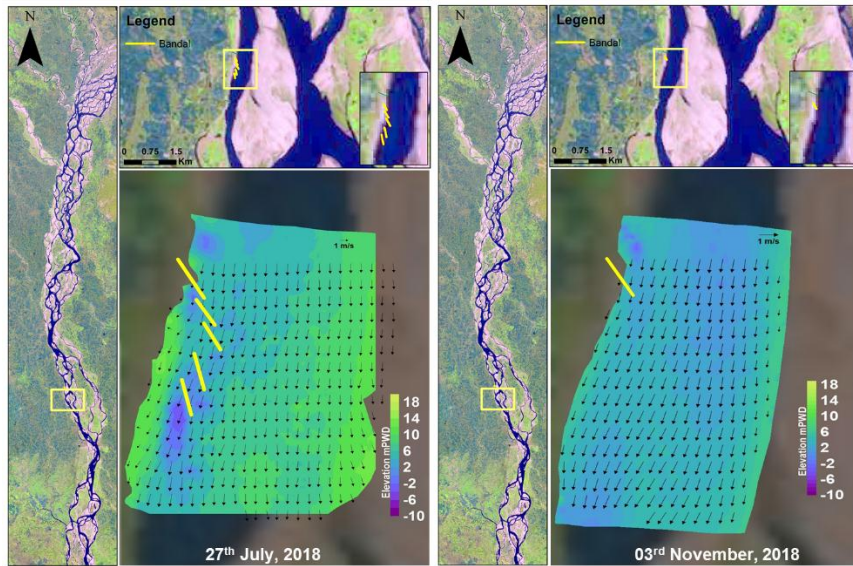 N
Legend
Bandal
0 0.75 1.5
Km
1 m/s
Elevation mPWD
18
14
10
6
2
-2
-6
-10
27th July, 2018
N
Legend
Bandal
0 0.75 1.5
Km
1 m/s
Elevation mPWD
18
14
10
6
2
-2
-6
-10
03rd November, 2018